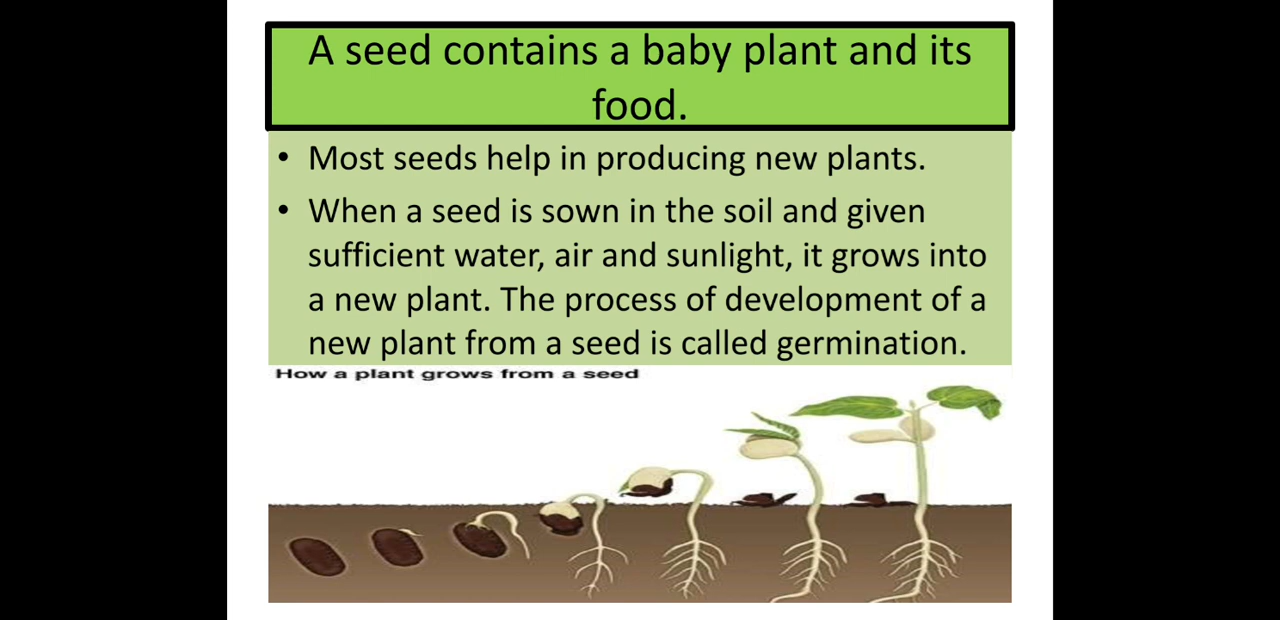 A seed contains a baby plant and its
food.
• Most seeds help in producing new plants.
• When a seed is sown in the soil and given
sufficient water, air and sunlight, it grows into
a new plant. The process of development of a
new plant from a seed is called germination.
How a plant grows from a seed